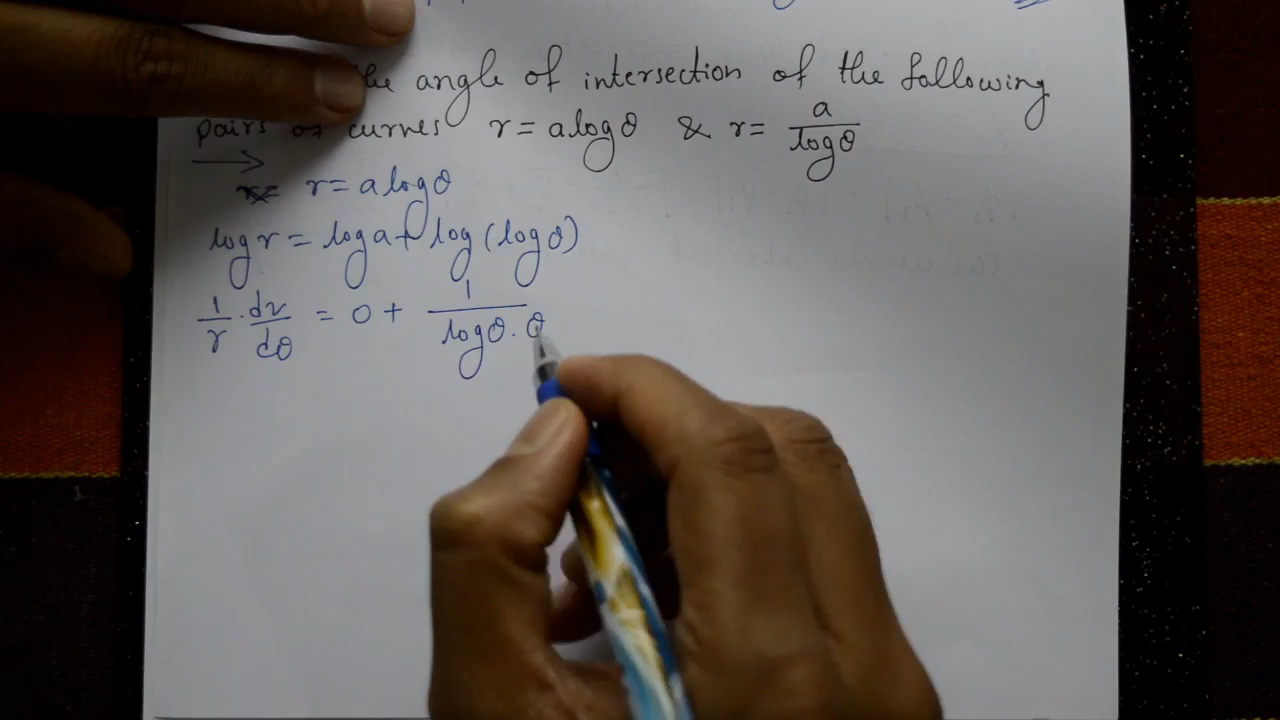 the angle of intersection of the following
pairs of curves r = a log θ & r = a/log θ
→ r = a log θ
log r = log a + log (log θ)
1/r · dr/dθ = 0 + 1/(log θ · θ)